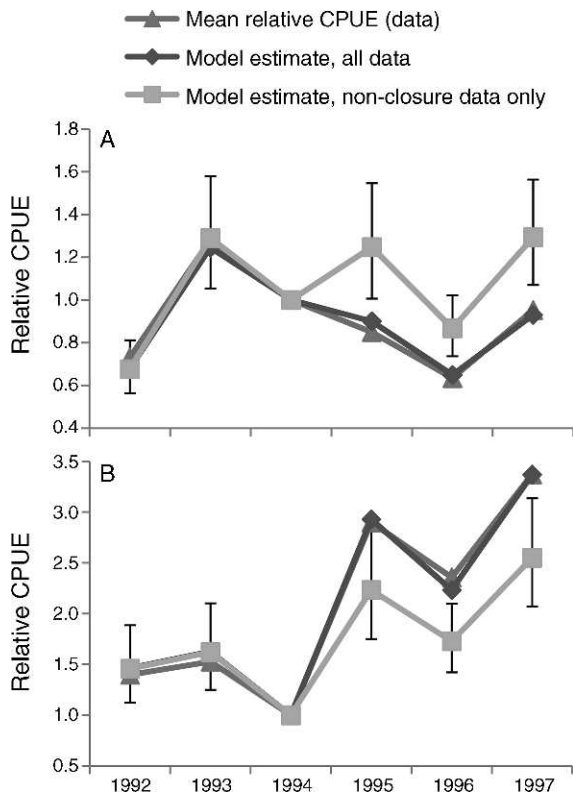 Mean relative CPUE (data)
Model estimate, all data
Model estimate, non-closure data only
A
Relative CPUE
1.8
1.6
1.4
1.2
1.0
0.8
0.6
0.4
B
Relative CPUE
3.5
3.0
2.5
2.0
1.5
1.0
0.5
1992 1993 1994 1995 1996 1997